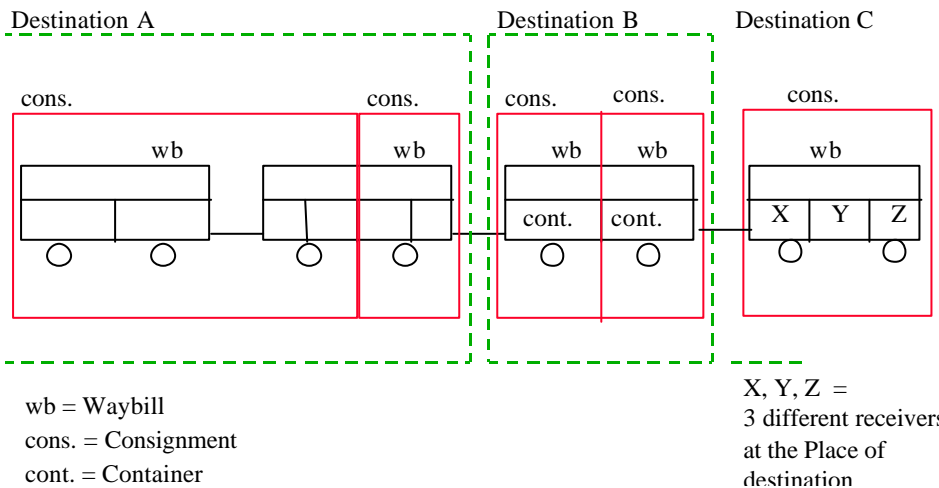 Destination A Destination B Destination C
cons. cons. cons. cons. cons.
wb wb wb wb wb
cont. cont. X Y Z
wb = Waybill
cons. = Consignment
cont. = Container
X, Y, Z =
3 different receivers
at the Place of
destination